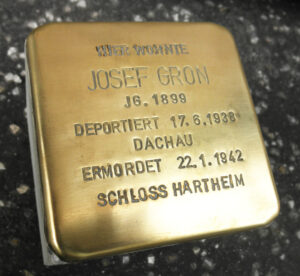 HIER WOHNTE
JOSEF GRON
JG. 1899
DEPORTIERT 17.6.1938
DACHAU
ERMORDET 22.1.1942
SCHLOSS HARTHEIM